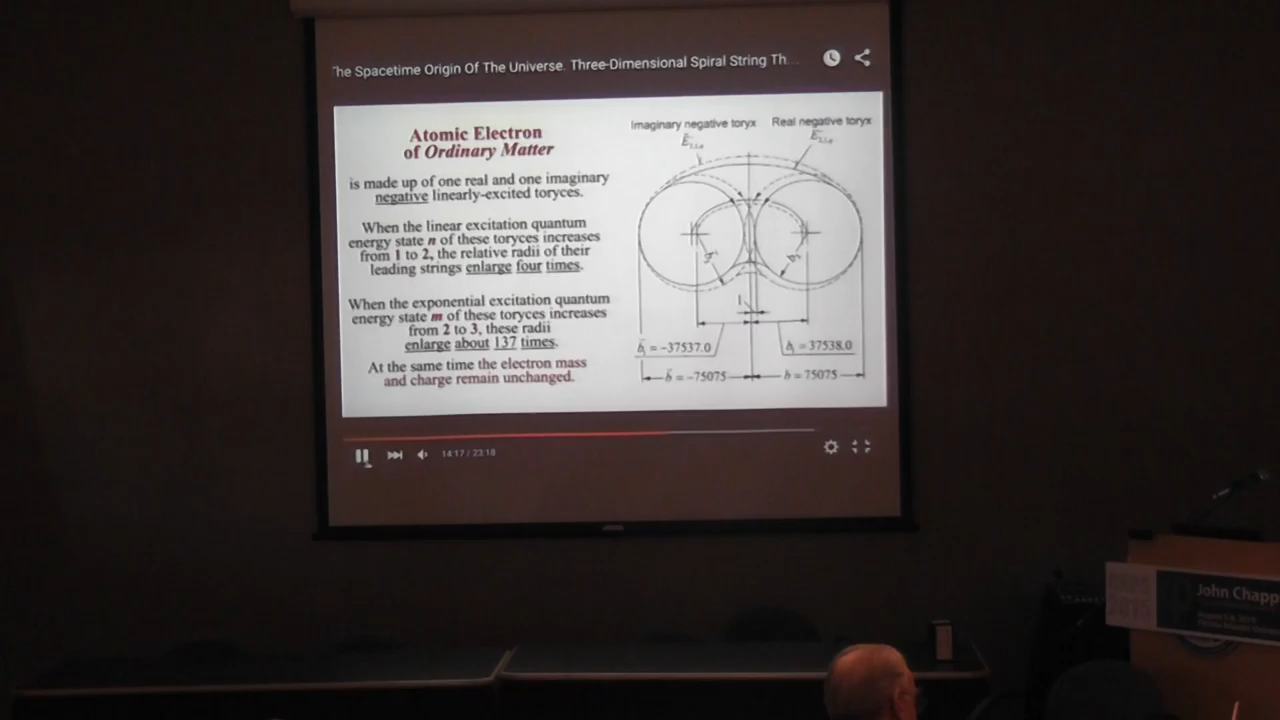 The Spacetime Origin Of The Universe. Three-Dimensional Spiral String Th...
Atomic Electron
of Ordinary Matter
is made up of one real and one imaginary
negative linearly-excited toryces.
When the linear excitation quantum
energy state n of these toryces increases
from 1 to 2, the relative radii of their
leading strings enlarge four times.
When the exponential excitation quantum
energy state m of these toryces increases
from 2 to 3, these radii
enlarge about 137 times.
At the same time the electron mass
and charge remain unchanged.
Imaginary negative toryx
Real negative toryx
1
= -37537.0
= 37538.0
b = -75075
b = 75075
14:17 / 23:18
John Chapp